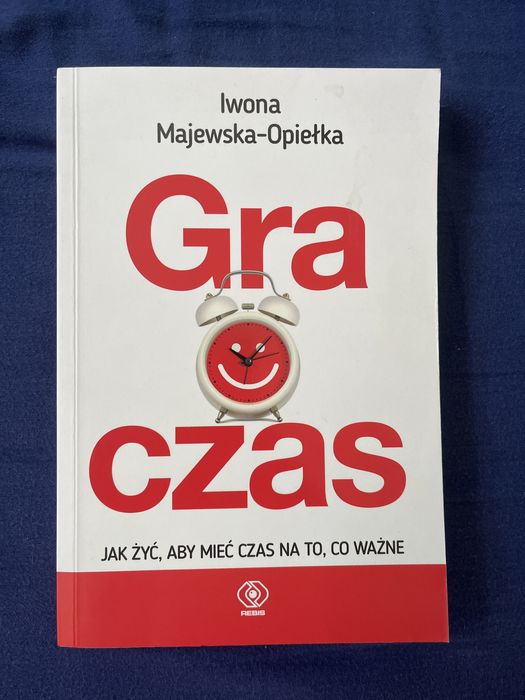 Iwona
Majewska-Opiełka
Gra
czas
JAK ŻYĆ, ABY MIEĆ CZAS NA TO, CO WAŻNE
REBIS